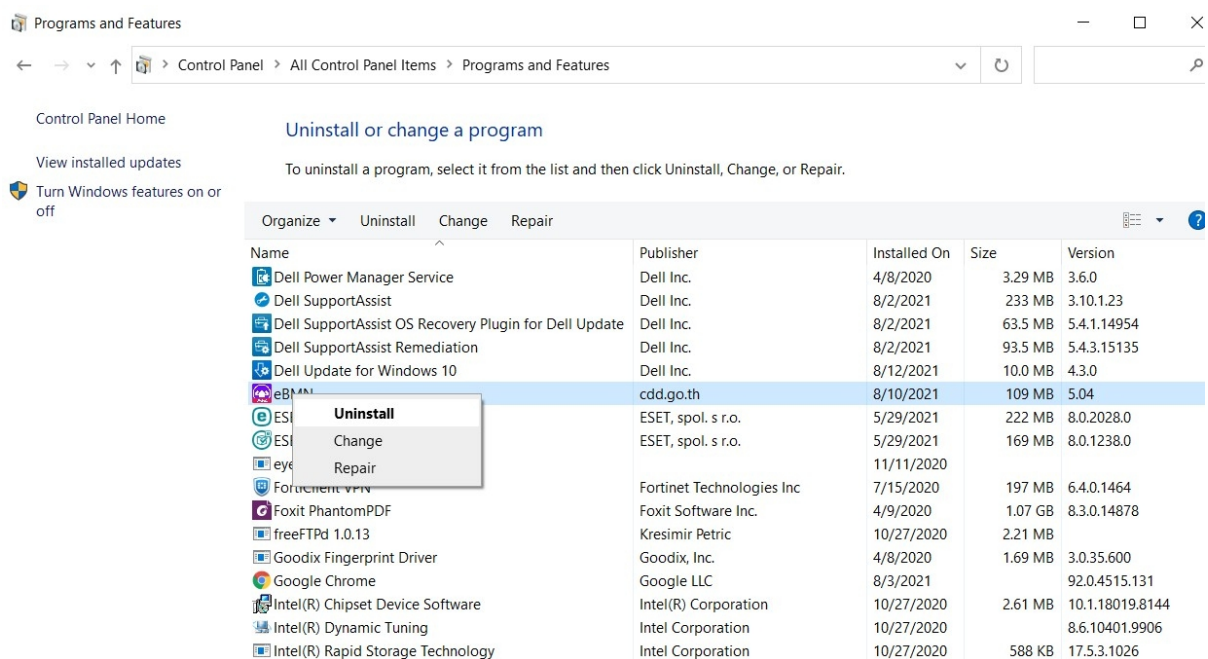 Programs and Features
Control Panel > All Control Panel Items > Programs and Features
Control Panel Home
View installed updates
Turn Windows features on or
off
Uninstall or change a program
To uninstall a program, select it from the list and then click Uninstall, Change, or Repair.
Organize Uninstall Change Repair
Name Publisher Installed On Size Version
Dell Power Manager Service Dell Inc. 4/8/2020 3.29 MB 3.6.0
Dell SupportAssist Dell Inc. 8/2/2021 233 MB 3.10.1.23
Dell SupportAssist OS Recovery Plugin for Dell Update Dell Inc. 8/2/2021 63.5 MB 5.4.1.14954
Dell SupportAssist Remediation Dell Inc. 8/2/2021 93.5 MB 5.4.3.15135
Dell Update for Windows 10 Dell Inc. 8/12/2021 10.0 MB 4.3.0
eBMN cdd.go.th 8/10/2021 109 MB 5.04
Uninstall
Change
Repair
ESET, spol. s r.o. 5/29/2021 222 MB 8.0.2028.0
ESET, spol. s r.o. 5/29/2021 169 MB 8.0.1238.0
11/11/2020
FortiClient VPN Fortinet Technologies Inc 7/15/2020 197 MB 6.4.0.1464
Foxit PhantomPDF Foxit Software Inc. 4/9/2020 1.07 GB 8.3.0.14878
freeFTPd 1.0.13 Kresimir Petric 10/27/2020 2.21 MB
Goodix Fingerprint Driver Goodix, Inc. 4/8/2020 1.69 MB 3.0.35.600
Google Chrome Google LLC 8/3/2021 92.0.4515.131
Intel(R) Chipset Device Software Intel(R) Corporation 10/27/2020 2.61 MB 10.1.18019.8144
Intel(R) Dynamic Tuning Intel Corporation 10/27/2020 8.6.10401.9906
Intel(R) Rapid Storage Technology Intel Corporation 10/27/2020 588 KB 17.5.3.1026